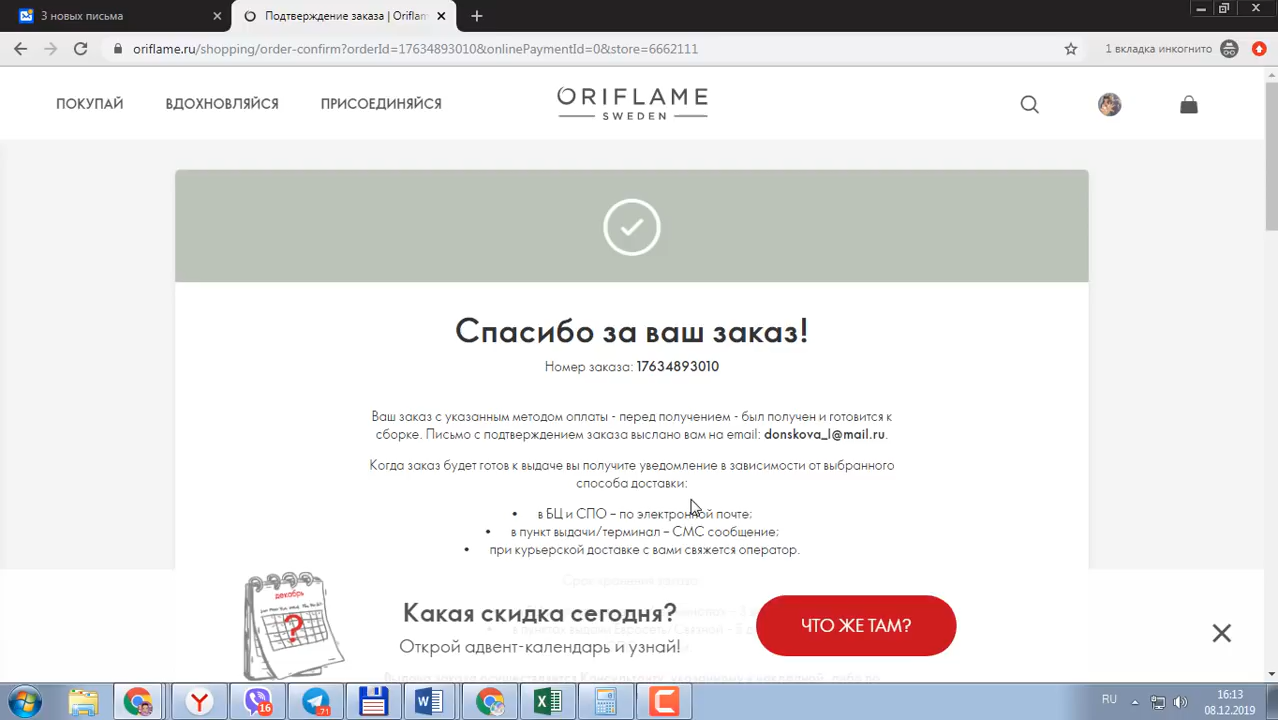 3 новых письма
Подтверждение заказа | Oriflam
oriflame.ru/shopping/order-confirm?orderId=17634893010&onlinePaymentId=0&store=6662111
1 вкладка инкогнито
ПОКУПАЙ ВДОХНОВЛЯЙСЯ ПРИСОЕДИНЯЙСЯ
ORIFLAME
SWEDEN
Спасибо за ваш заказ!
Номер заказа: 17634893010
Ваш заказ с указанным методом оплаты - перед получением - был получен и готовится к
сборке. Письмо с подтверждением заказа выслано вам на email: donskova_l@mail.ru.
Когда заказ будет готов к выдаче вы получите уведомление в зависимости от выбранного
способа доставки:
• в БЦ и СПО – по электронной почте;
• в пункт выдачи/терминал – СМС сообщение;
• при курьерской доставке с вами свяжется оператор.
Срок хранения заказа:
декабрь
?
Какая скидка сегодня?
Открой адвент-календарь и узнай!
ЧТО ЖЕ ТАМ?
16
71
RU
16:13
08.12.2019